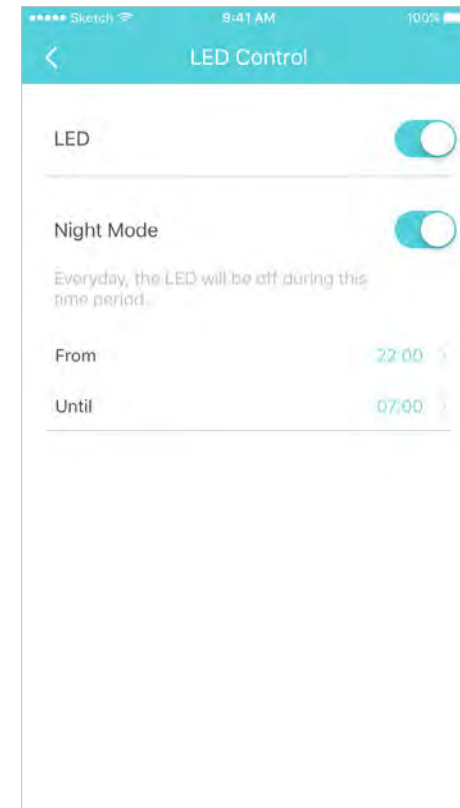 Sketch 9:41 AM 100%
LED Control
LED
Night Mode
Everyday, the LED will be off during this
time period.
From 22:00
Until 07:00